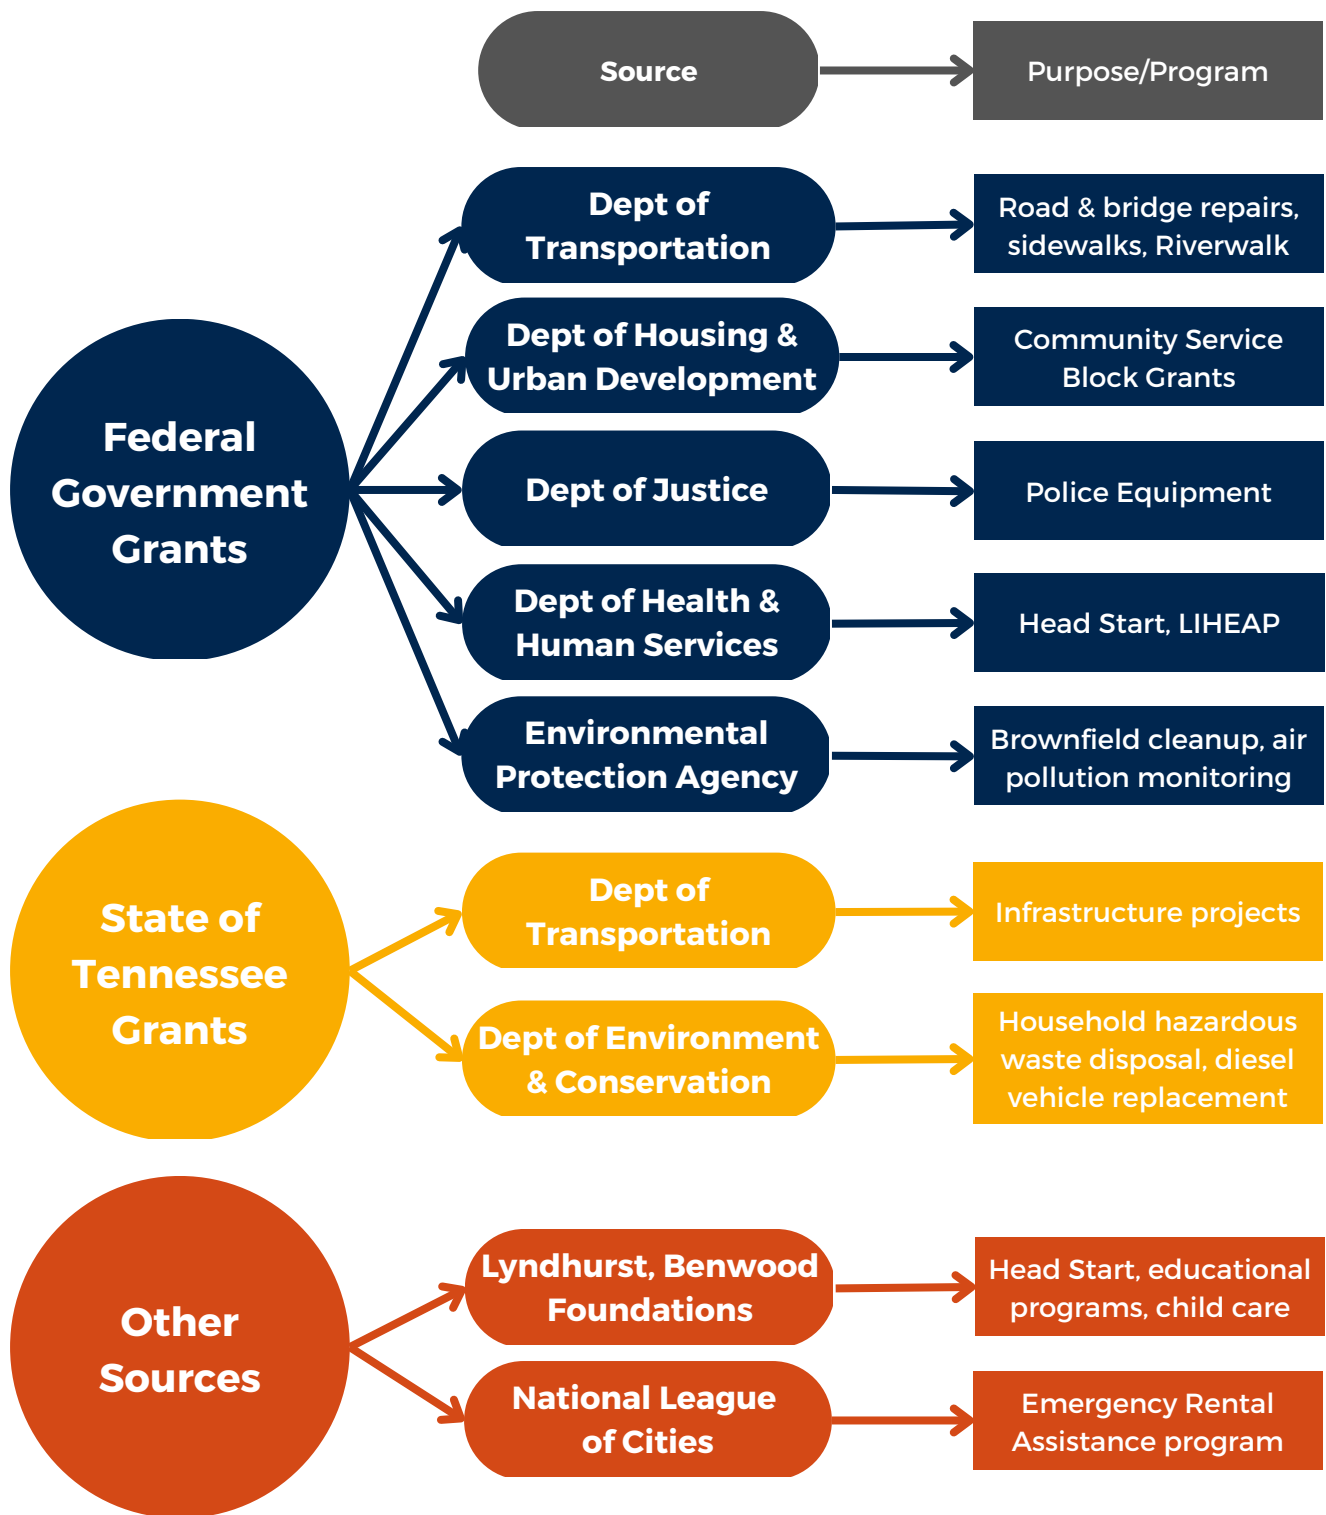 Source
Purpose/Program
Federal
Government
Grants
Dept of
Transportation
Road & bridge repairs,
sidewalks, Riverwalk
Dept of Housing &
Urban Development
Community Service
Block Grants
Dept of Justice
Police Equipment
Dept of Health &
Human Services
Head Start, LIHEAP
Environmental
Protection Agency
Brownfield cleanup, air
pollution monitoring
State of
Tennessee
Grants
Dept of
Transportation
Infrastructure projects
Dept of Environment
& Conservation
Household hazardous
waste disposal, diesel
vehicle replacement
Other
Sources
Lyndhurst, Benwood
Foundations
Head Start, educational
programs, child care
National League
of Cities
Emergency Rental
Assistance program